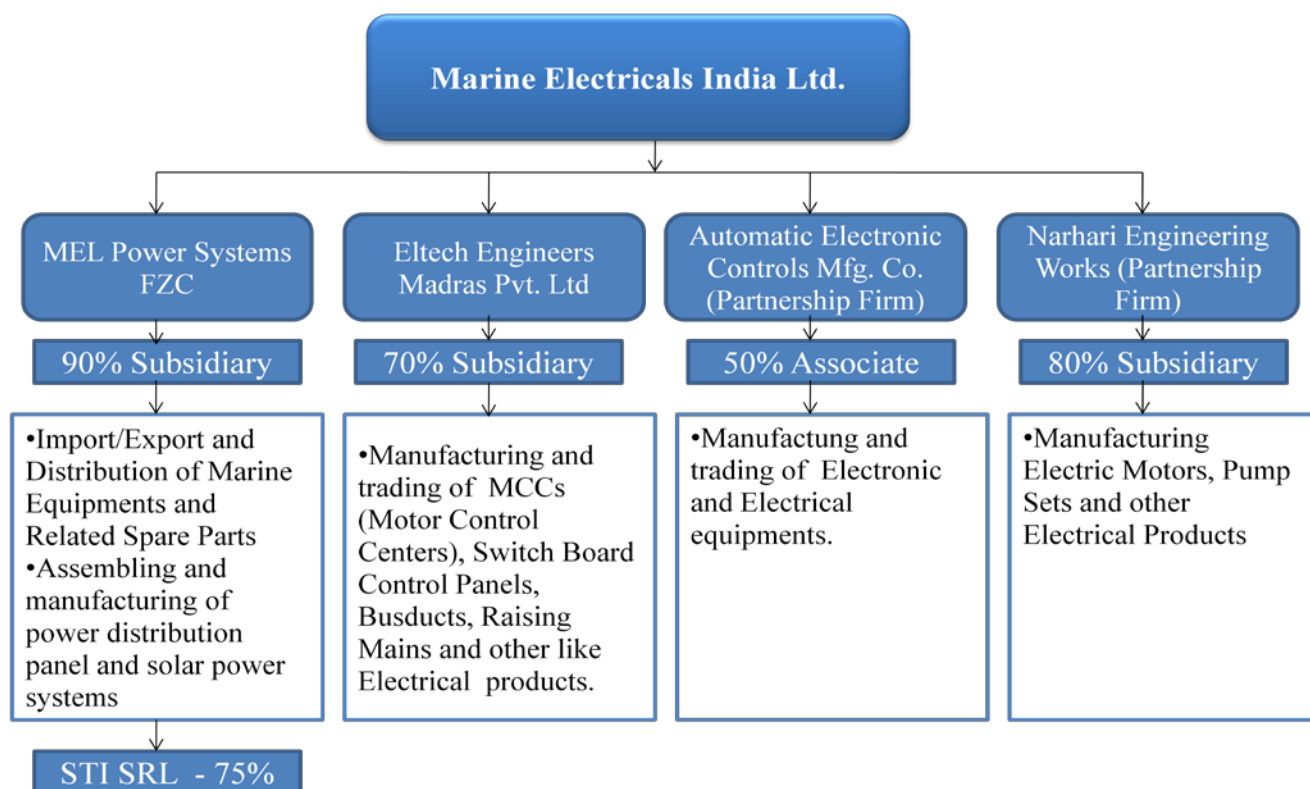 Marine Electricals India Ltd.
MEL Power Systems
FZC
90% Subsidiary
•Import/Export and
Distribution of Marine
Equipments and
Related Spare Parts
•Assembling and
manufacturing of
power distribution
panel and solar power
systems
STI SRL - 75%
Eltech Engineers
Madras Pvt. Ltd
70% Subsidiary
•Manufacturing and
trading of MCCs
(Motor Control
Centers), Switch Board
Control Panels,
Busducts, Raising
Mains and other like
Electrical products.
Automatic Electronic
Controls Mfg. Co.
(Partnership Firm)
50% Associate
•Manufactung and
trading of Electronic
and Electrical
equipments.
Narhari Engineering
Works (Partnership
Firm)
80% Subsidiary
•Manufacturing
Electric Motors, Pump
Sets and other
Electrical Products